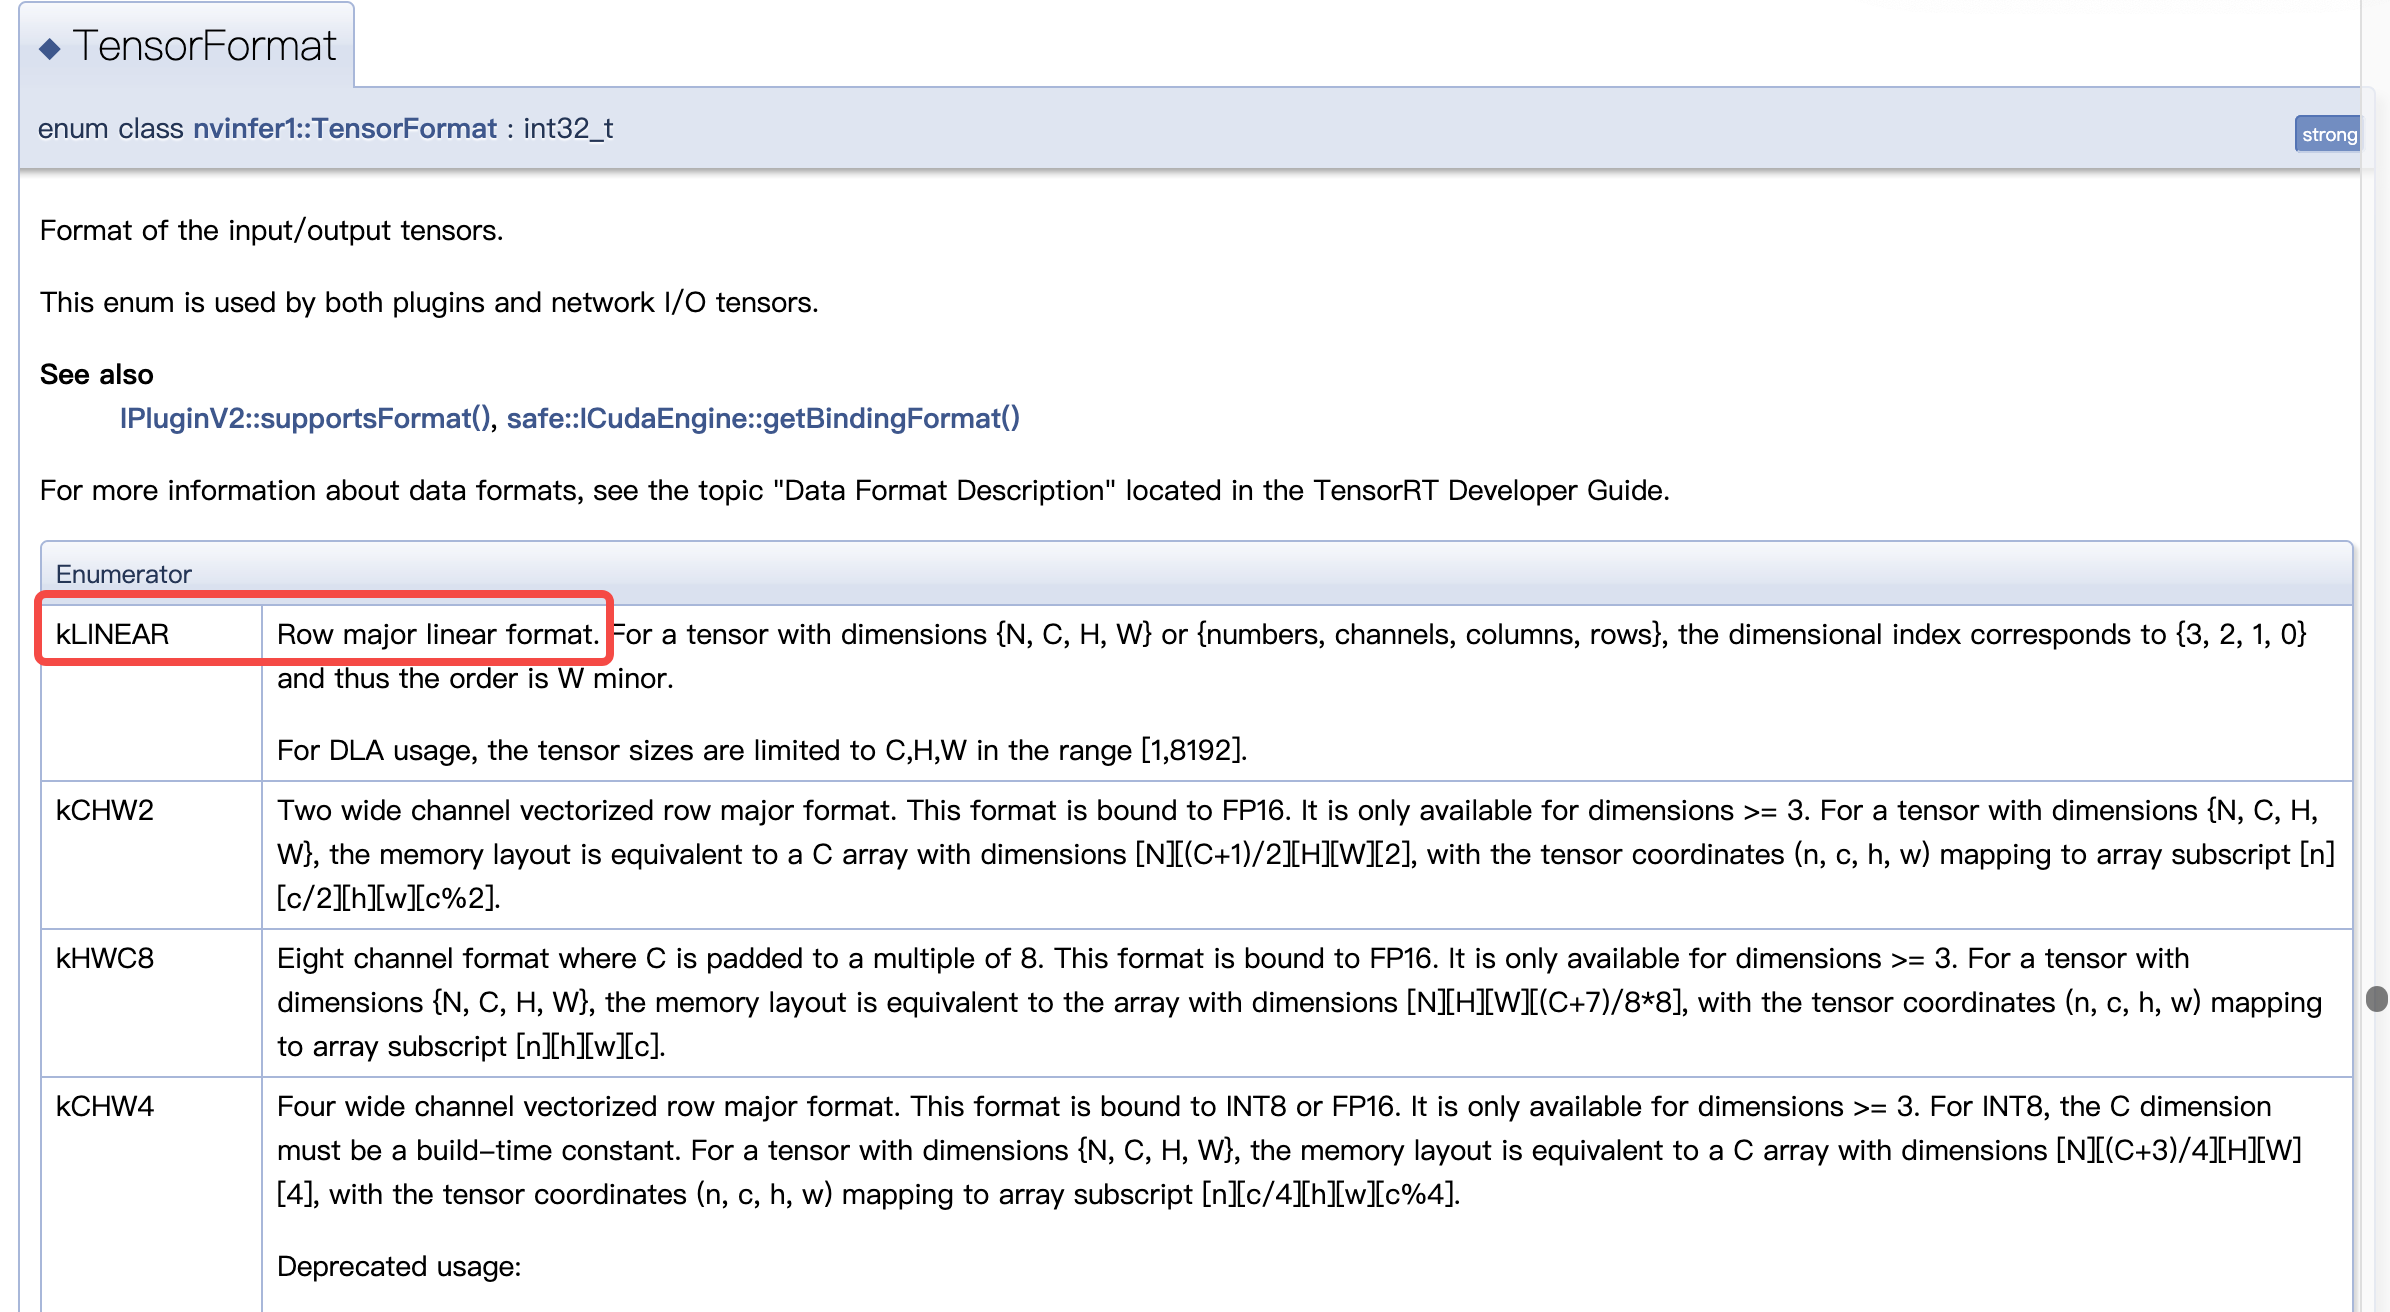 ◆ TensorFormat
enum class nvinfer1::TensorFormat : int32_t
strong
Format of the input/output tensors.
This enum is used by both plugins and network I/O tensors.
See also
IPluginV2::supportsFormat(), safe::ICudaEngine::getBindingFormat()
For more information about data formats, see the topic "Data Format Description" located in the TensorRT Developer Guide.
Enumerator
kLINEAR
Row major linear format. For a tensor with dimensions {N, C, H, W} or {numbers, channels, columns, rows}, the dimensional index corresponds to {3, 2, 1, 0}
and thus the order is W minor.
For DLA usage, the tensor sizes are limited to C,H,W in the range [1,8192].
kCHW2
Two wide channel vectorized row major format. This format is bound to FP16. It is only available for dimensions >= 3. For a tensor with dimensions {N, C, H,
W}, the memory layout is equivalent to a C array with dimensions [N][(C+1)/2][H][W][2], with the tensor coordinates (n, c, h, w) mapping to array subscript [n]
[c/2][h][w][c%2].
kHWC8
Eight channel format where C is padded to a multiple of 8. This format is bound to FP16. It is only available for dimensions >= 3. For a tensor with
dimensions {N, C, H, W}, the memory layout is equivalent to the array with dimensions [N][H][W][(C+7)/8*8], with the tensor coordinates (n, c, h, w) mapping
to array subscript [n][h][w][c].
kCHW4
Four wide channel vectorized row major format. This format is bound to INT8 or FP16. It is only available for dimensions >= 3. For INT8, the C dimension
must be a build-time constant. For a tensor with dimensions {N, C, H, W}, the memory layout is equivalent to a C array with dimensions [N][(C+3)/4][H][W]
[4], with the tensor coordinates (n, c, h, w) mapping to array subscript [n][c/4][h][w][c%4].
Deprecated usage: